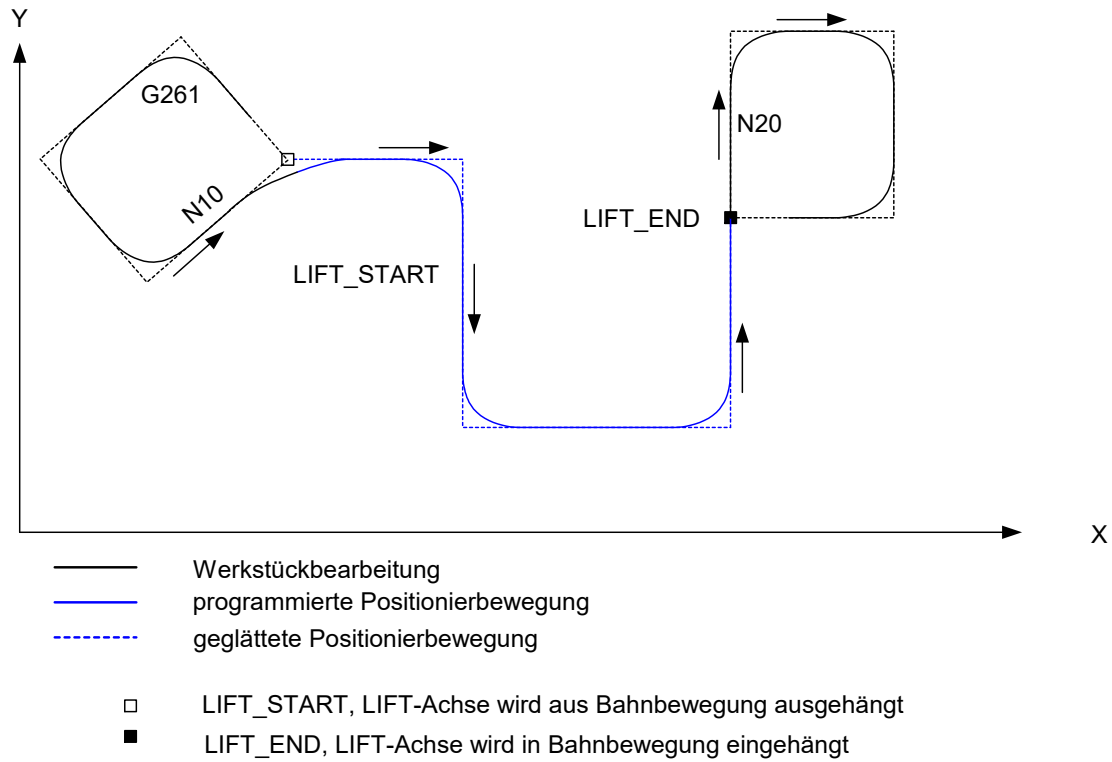 Y
G261
N10
N20
LIFT_END
LIFT_START
X
Werkstückbearbeitung
programmierte Positionierbewegung
geglättete Positionierbewegung
LIFT_START, LIFT-Achse wird aus Bahnbewegung ausgehängt
LIFT_END, LIFT-Achse wird in Bahnbewegung eingehängt